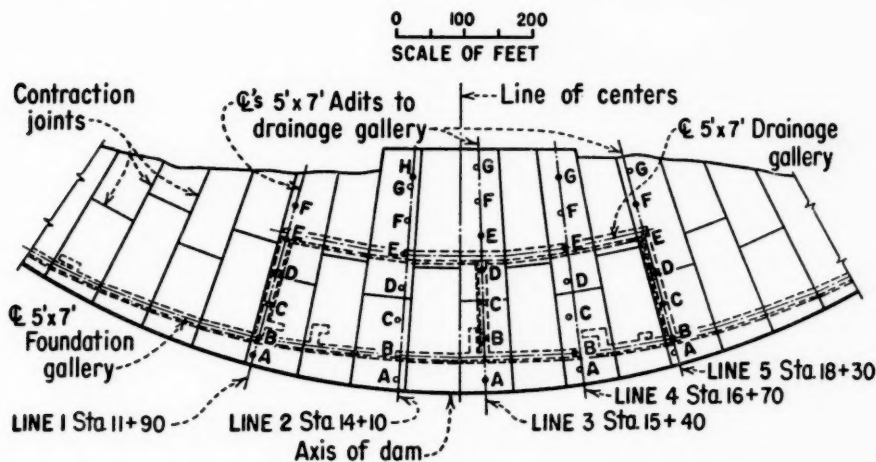 0 100 200
SCALE OF FEET
Contraction
joints
℄'s 5'x7' Adits to
drainage gallery
Line of centers
℄ 5'x7' Drainage
gallery
H
G
G
G
G
F
F
F
F
F
E
E
E
E
E
D
D
D
D
D
C
C
C
C
C
B
B
B
B
B
A
A
A
A
A
℄ 5'x7'
Foundation
gallery
LINE 1 Sta. 11+90
LINE 2 Sta. 14+10
Axis of dam
LINE 3 Sta. 15+40
LINE 4 Sta. 16+70
LINE 5 Sta. 18+30